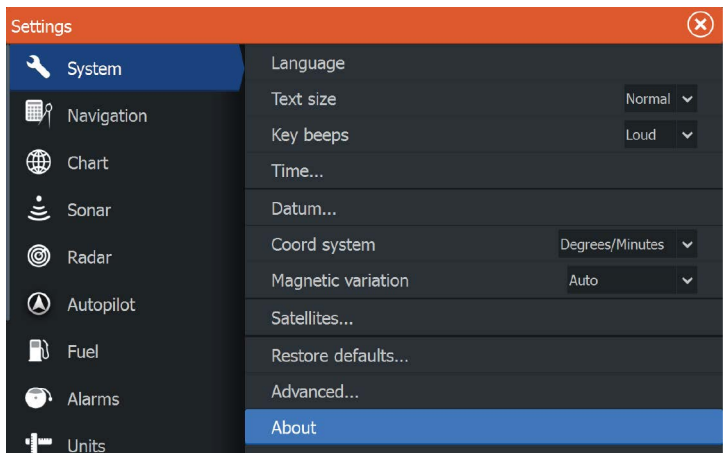 Settings
System
Navigation
Chart
Sonar
Radar
Autopilot
Fuel
Alarms
Units
Language
Text size Normal
Key beeps Loud
Time...
Datum...
Coord system Degrees/Minutes
Magnetic variation Auto
Satellites...
Restore defaults...
Advanced...
About